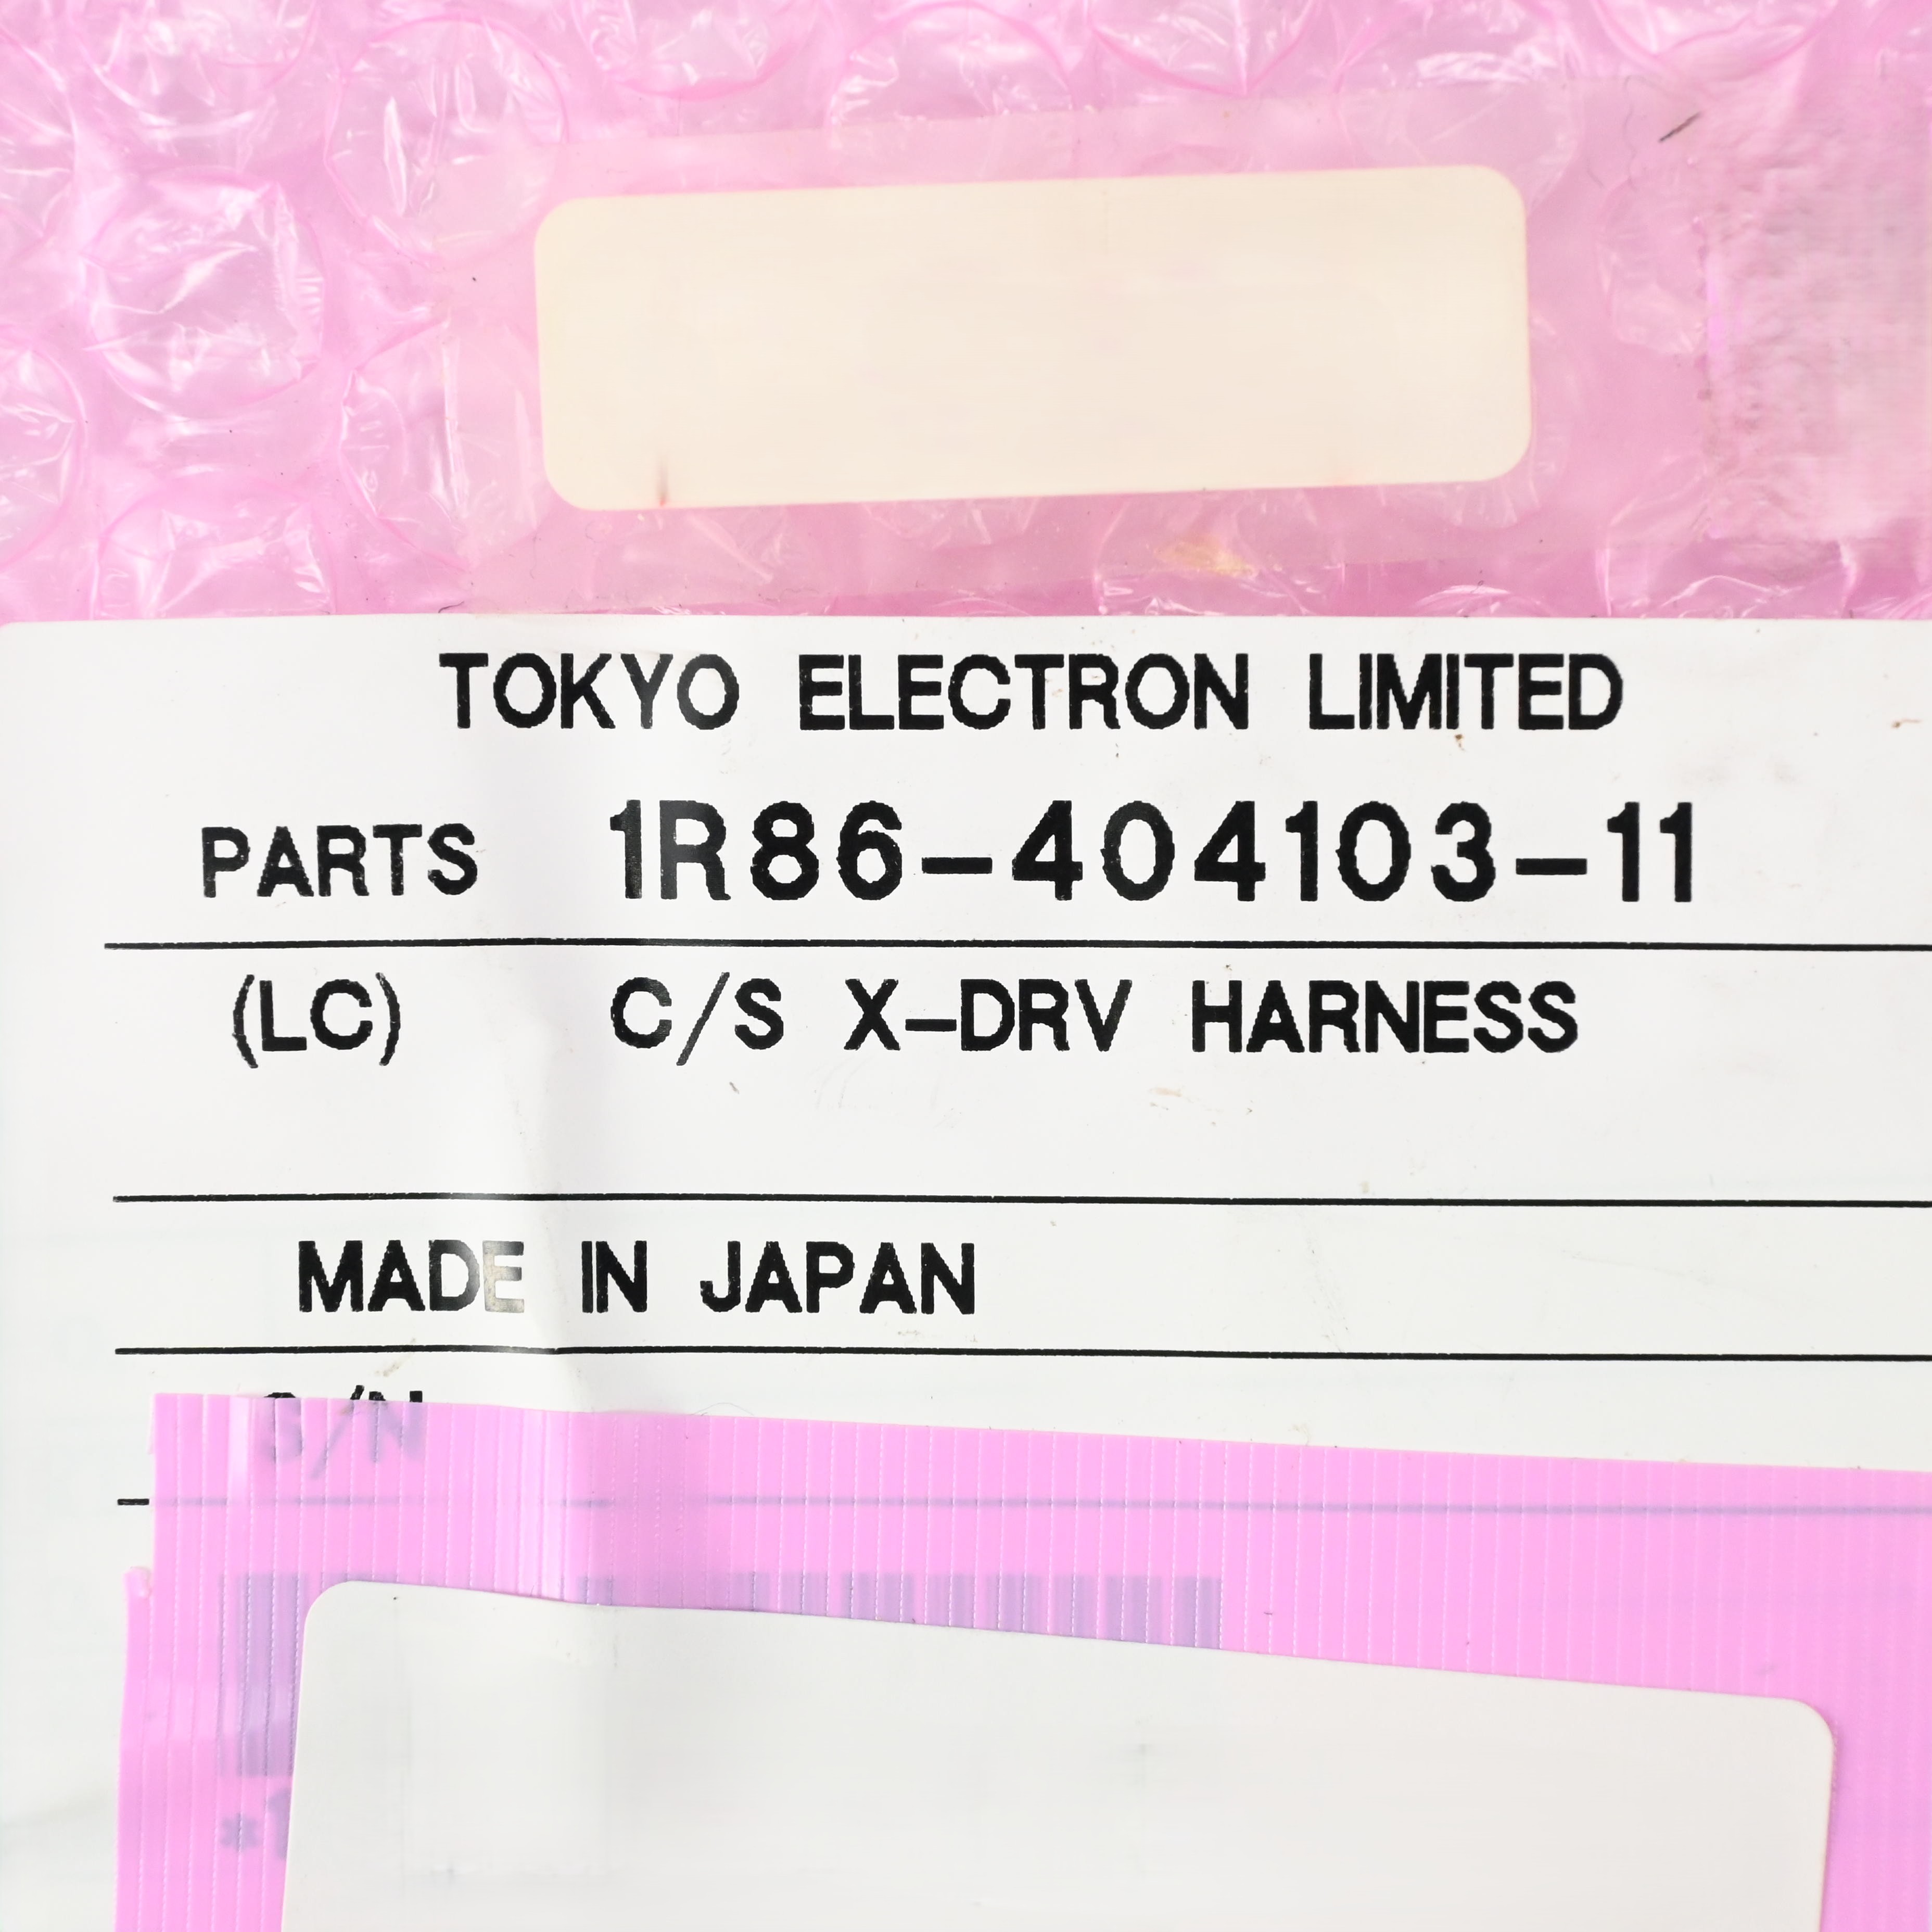 TOKYO ELECTRON LIMITED
PARTS 1R86-404103-11
(LC) C/S X-DRV HARNESS
MADE IN JAPAN
S/N